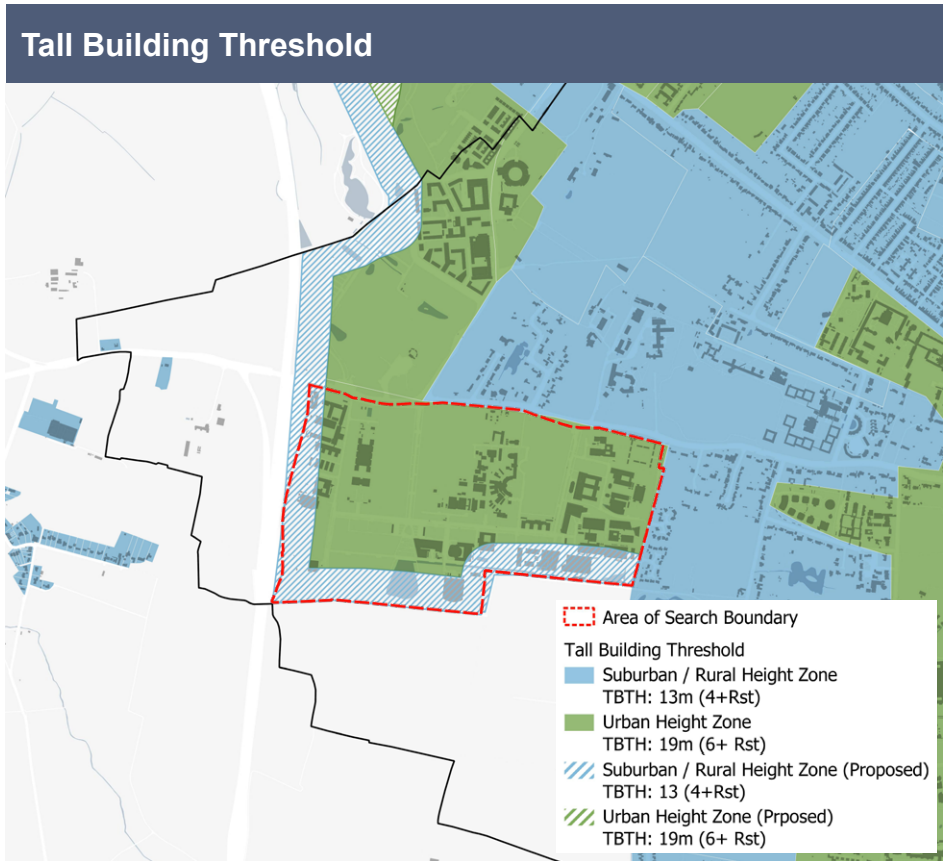 Tall Building Threshold
Area of Search Boundary
Tall Building Threshold
Suburban / Rural Height Zone
TBTH: 13m (4+Rst)
Urban Height Zone
TBTH: 19m (6+ Rst)
Suburban / Rural Height Zone (Proposed)
TBTH: 13 (4+Rst)
Urban Height Zone (Prposed)
TBTH: 19m (6+ Rst)